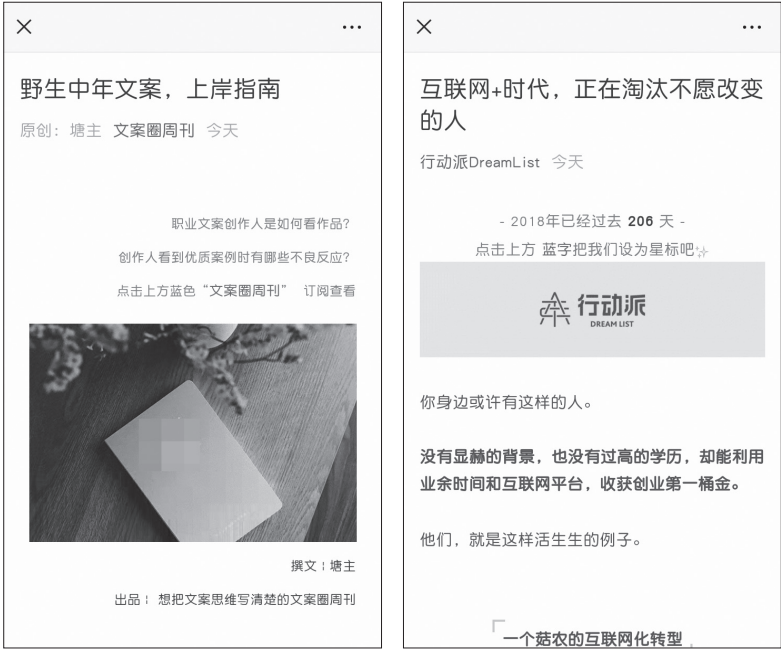 野生中年文案，上岸指南
原创：塘主 文案圈周刊 今天
职业文案创作人是如何看作品？
创作人看到优质案例时有哪些不良反应？
点击上方蓝色“文案圈周刊” 订阅查看
撰文 ¦ 塘主
出品 ¦ 想把文案思维写清楚的文案圈周刊
互联网+时代，正在淘汰不愿改变
的人
行动派DreamList 今天
- 2018年已经过去 206 天 -
点击上方 蓝字把我们设为星标吧✨
行动派
DREAM LIST
你身边或许有这样的人。
没有显赫的背景，也没有过高的学历，却能利用
业余时间和互联网平台，收获创业第一桶金。
他们，就是这样活生生的例子。
一个菇农的互联网化转型